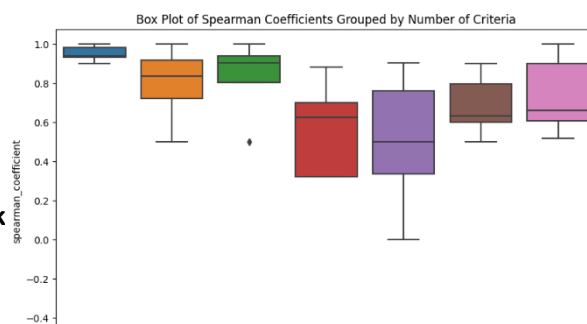 Box Plot of Spearman Coefficients Grouped by Number of Criteria
1.0
0.8
0.6
0.4
0.2
0.0
−0.2
−0.4
spearman_coefficient
k